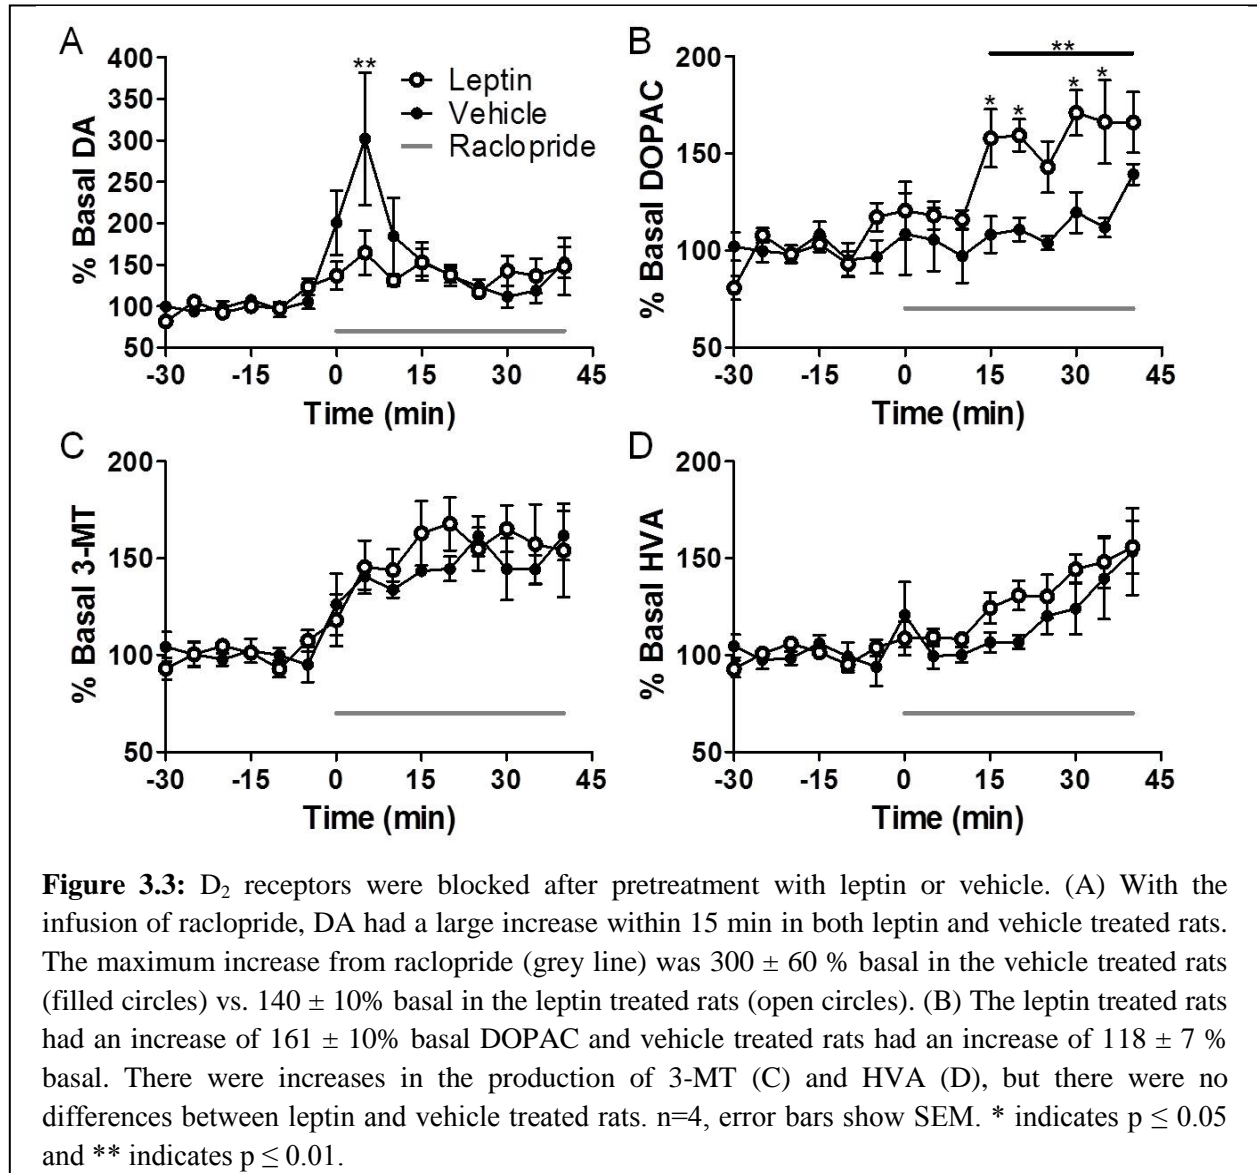 A
400
350
300
250
200
150
100
50
% Basal DA
**
Leptin
Vehicle
Raclopride
-30
-15
0
15
30
45
Time (min)
B
200
150
100
50
% Basal DOPAC
**
*
*
*
*
-30
-15
0
15
30
45
Time (min)
C
200
150
100
50
% Basal 3-MT
-30
-15
0
15
30
45
Time (min)
D
200
150
100
50
% Basal HVA
-30
-15
0
15
30
45
Time (min)
Figure 3.3: D₂ receptors were blocked after pretreatment with leptin or vehicle. (A) With the
infusion of raclopride, DA had a large increase within 15 min in both leptin and vehicle treated rats.
The maximum increase from raclopride (grey line) was 300 ± 60 % basal in the vehicle treated rats
(filled circles) vs. 140 ± 10% basal in the leptin treated rats (open circles). (B) The leptin treated rats
had an increase of 161 ± 10% basal DOPAC and vehicle treated rats had an increase of 118 ± 7 %
basal. There were increases in the production of 3-MT (C) and HVA (D), but there were no
differences between leptin and vehicle treated rats. n=4, error bars show SEM. * indicates p ≤ 0.05
and ** indicates p ≤ 0.01.